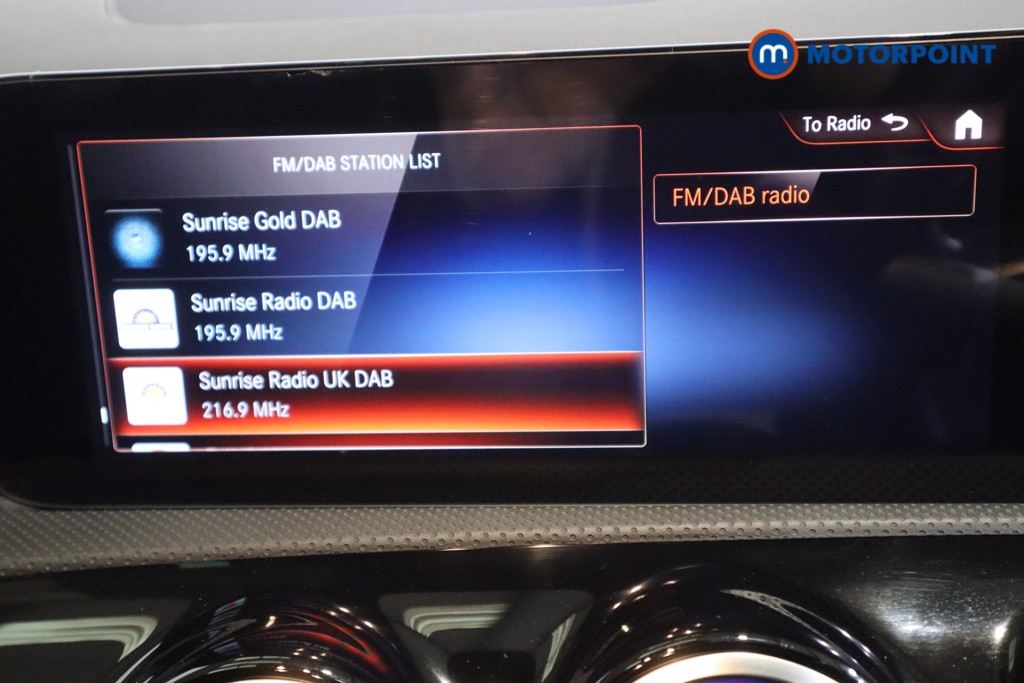 m MOTORPOINT
To Radio
FM/DAB STATION LIST
FM/DAB radio
Sunrise Gold DAB
195.9 MHz
Sunrise Radio DAB
195.9 MHz
Sunrise Radio UK DAB
216.9 MHz